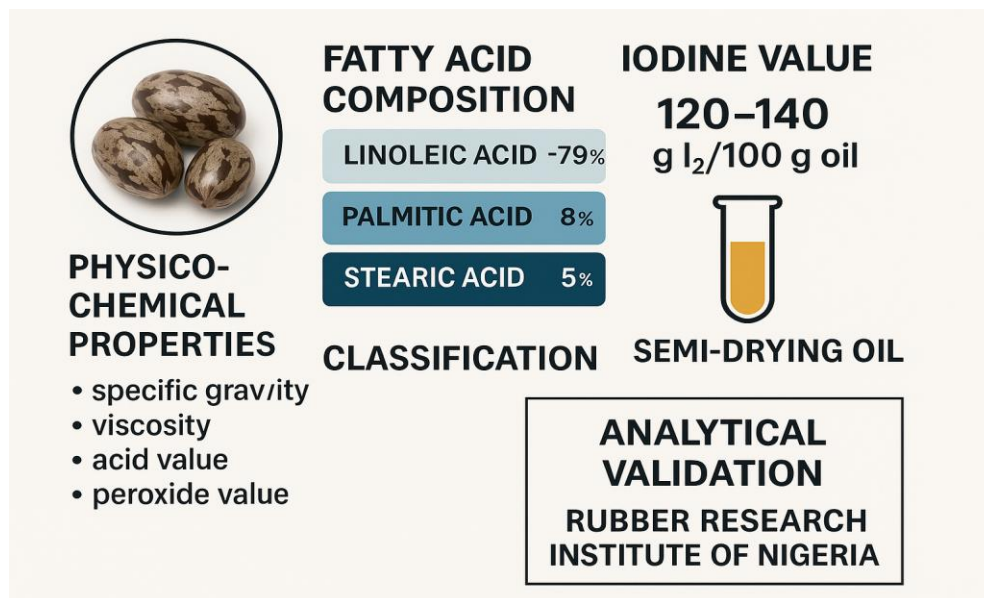 PHYSICO-
CHEMICAL
PROPERTIES
• specific gravity
• viscosity
• acid value
• peroxide value
FATTY ACID
COMPOSITION
LINOLEIC ACID -79%
PALMITIC ACID 8%
STEARIC ACID 5%
CLASSIFICATION
IODINE VALUE
120–140
g I₂/100 g oil
SEMI-DRYING OIL
ANALYTICAL
VALIDATION
RUBBER RESEARCH
INSTITUTE OF NIGERIA